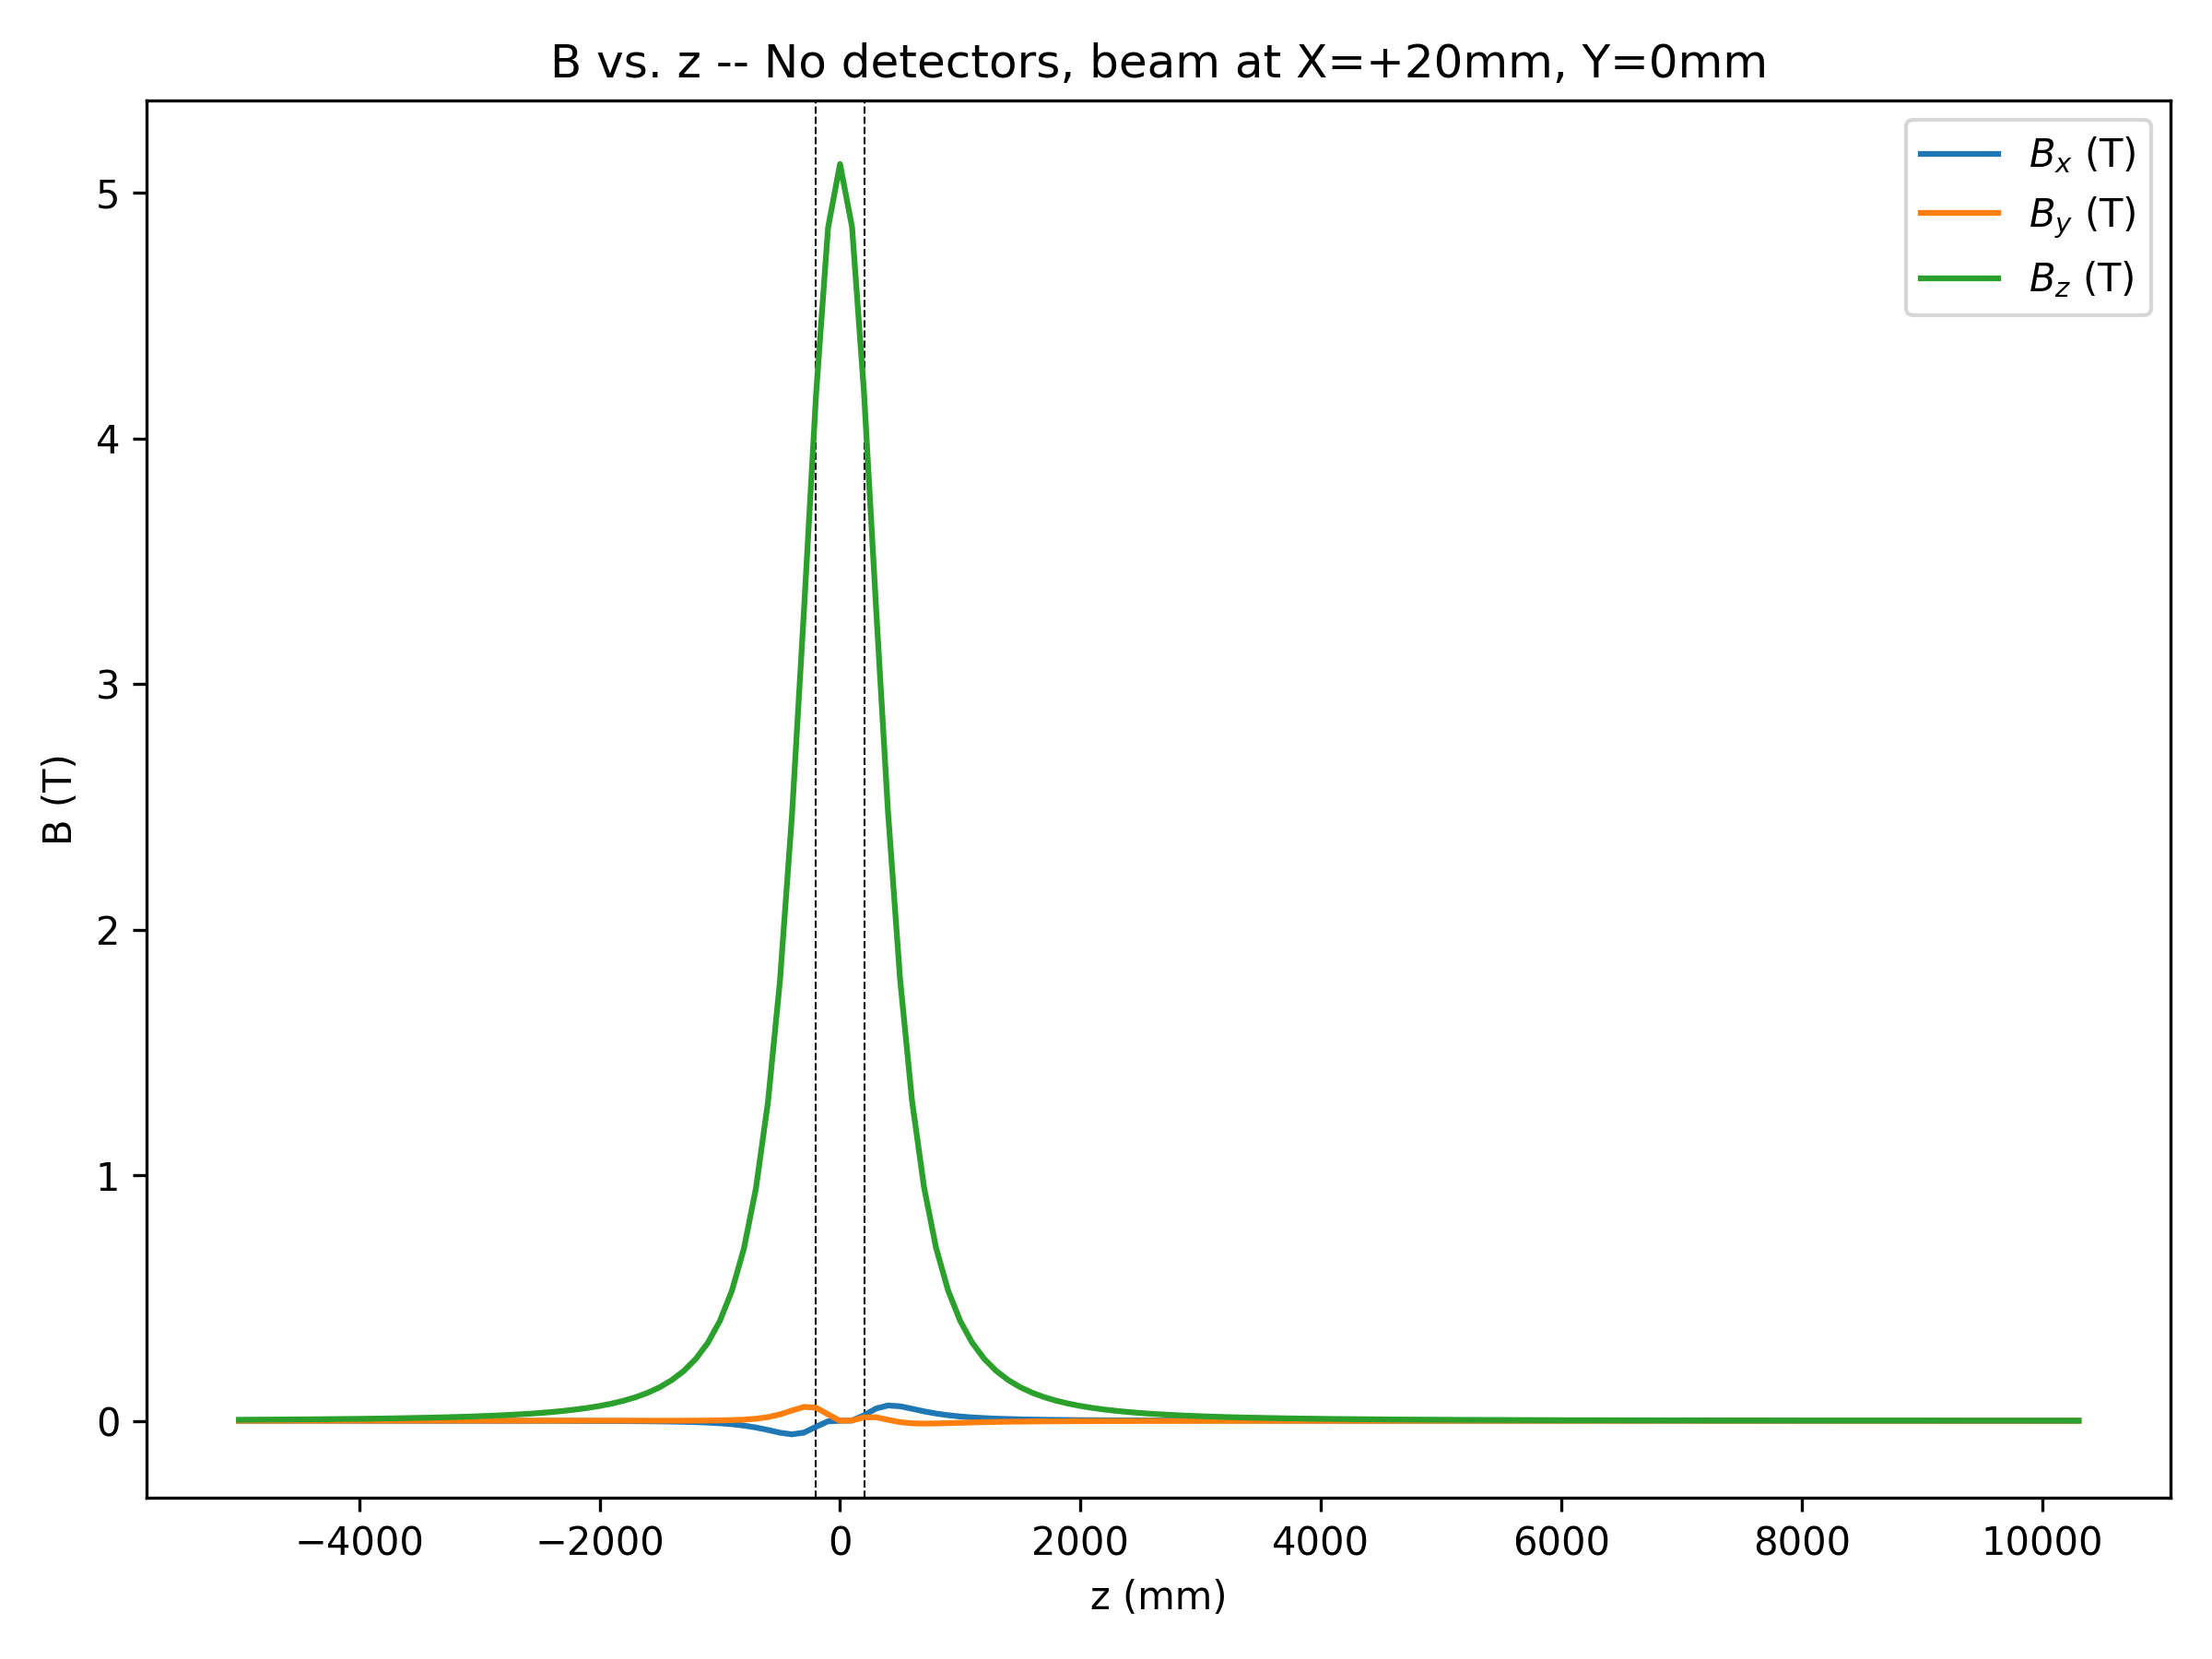 B vs. z -- No detectors, beam at X=+20mm, Y=0mm
Bx (T)
By (T)
Bz (T)
5
4
3
2
1
0
B (T)
−4000
−2000
0
2000
4000
6000
8000
10000
z (mm)